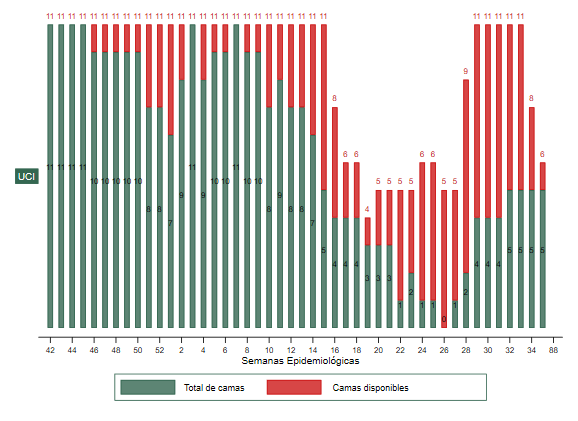 11 11 11 11 11 11 11 11 11 11 11 11 11 11 11 11 11 11 11 11 11 11 11 11 11 11 8 6 6 4 5 5 5 5 6 6 5 5 9 11 11 11 11 11 8 6
UCI
11 11 11 11 10 10 10 10 10 8 8 7 9 11 9 10 10 11 10 10 8 9 8 8 7 5 4 4 4 3 3 3 1 2 1 1 0 1 2 4 4 4 5 5 5 5
42 44 46 48 50 52 2 4 6 8 10 12 14 16 18 20 22 24 26 28 30 32 34 88
Semanas Epidemiológicas
Total de camas Camas disponibles